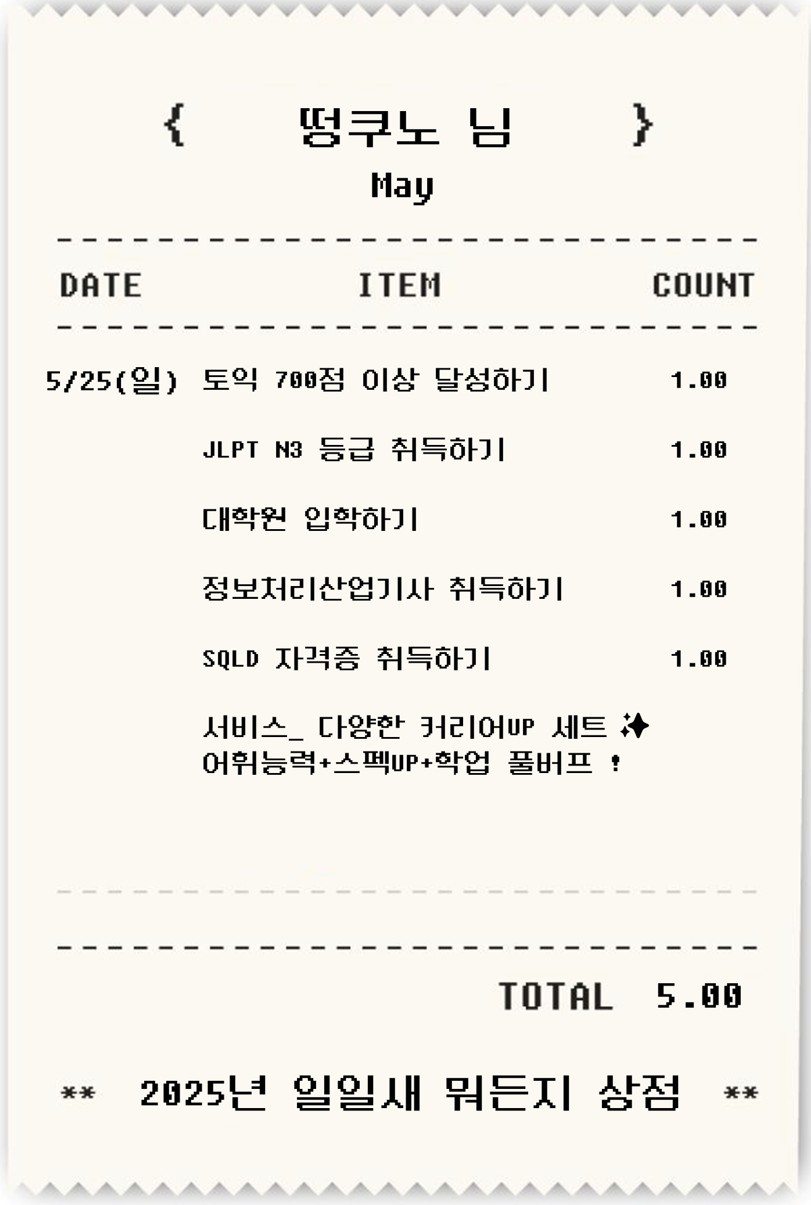 { 떵쿠노 님 }
May
DATE ITEM COUNT
5/25(일) 토익 700점 이상 달성하기 1.00
JLPT N3 등급 취득하기 1.00
대학원 입학하기 1.00
정보처리산업기사 취득하기 1.00
SQLD 자격증 취득하기 1.00
서비스_ 다양한 커리어UP 세트 ✨
어휘능력+스펙UP+학업 풀버프 !
TOTAL 5.00
** 2025년 일일새 뭐든지 상점 **